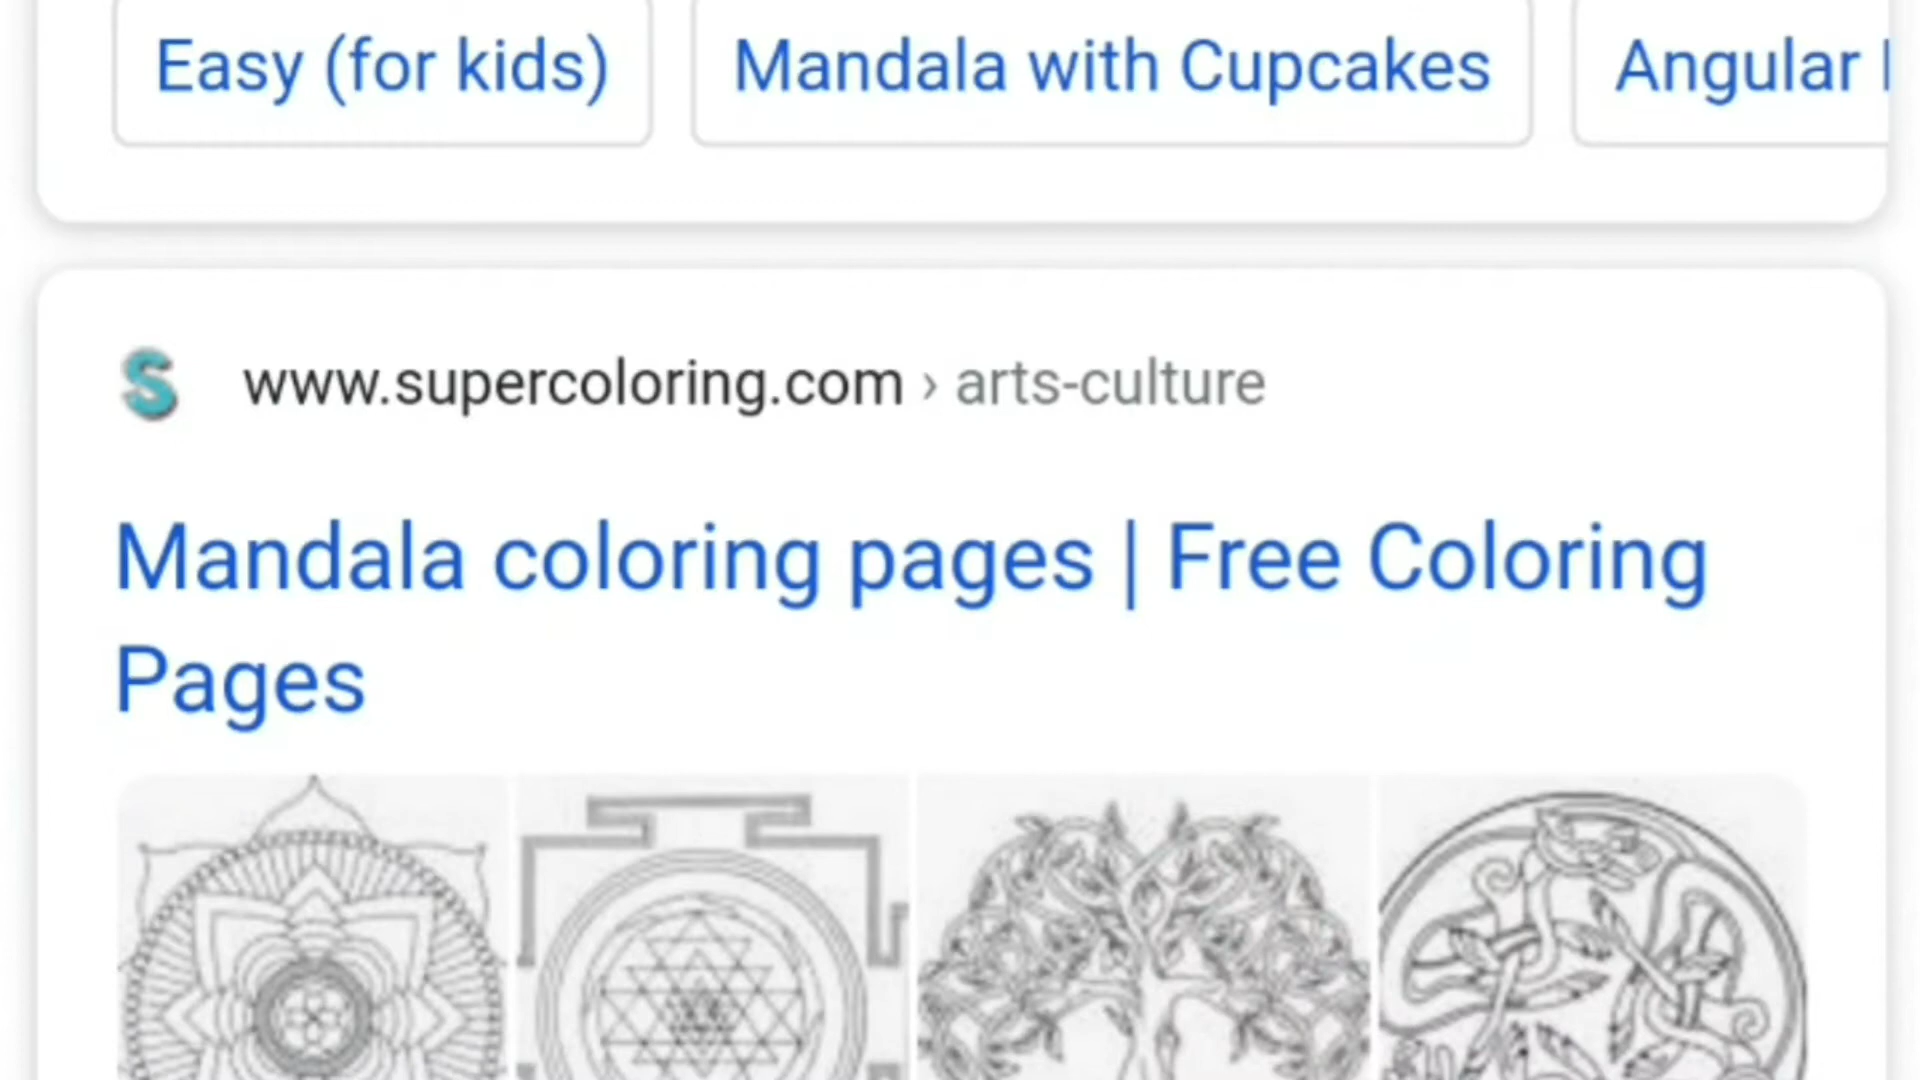 Easy (for kids)
Mandala with Cupcakes
Angular
S
www.supercoloring.com › arts-culture
Mandala coloring pages | Free Coloring
Pages